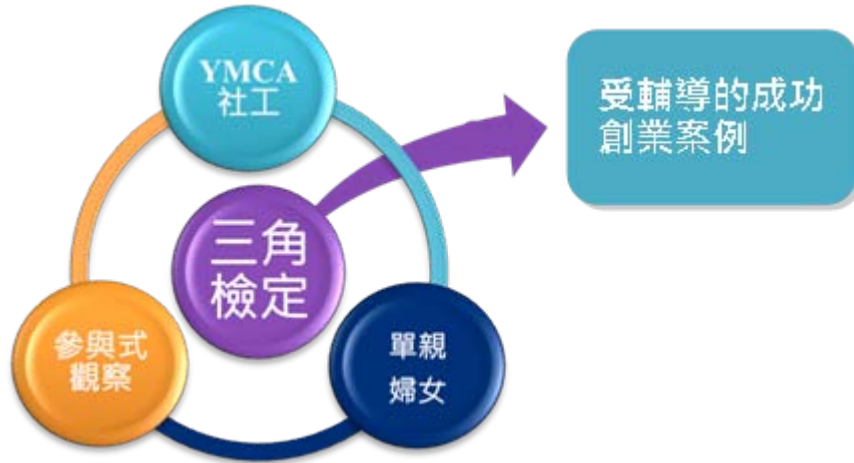 YMCA
社工
受輔導的成功
創業案例
三角
檢定
參與式
觀察
單親
婦女